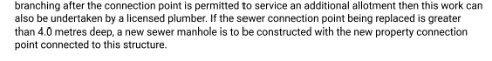 branching after the connection point is permitted to service an additional allotment then this work can
also be undertaken by a licensed plumber. If the sewer connection point being replaced is greater
than 4.0 metres deep, a new sewer manhole is to be constructed with the new property connection
point connected to this structure.